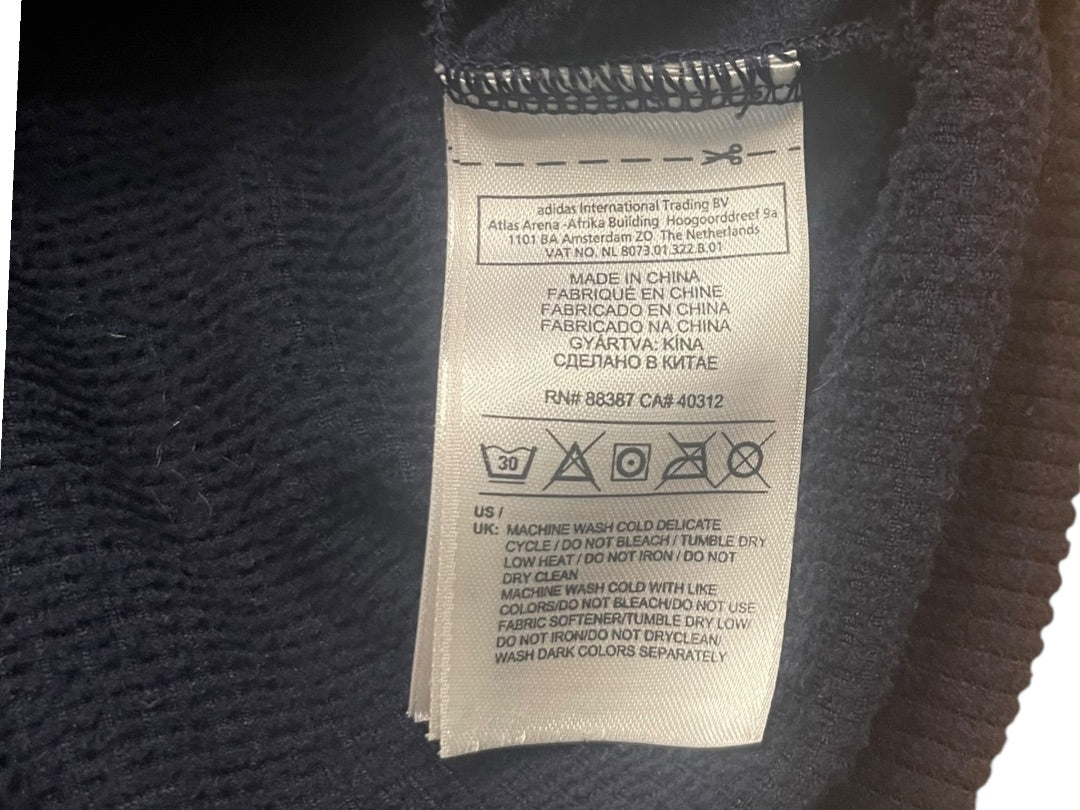 adidas International Trading BV
Atlas Arena -Afrika Building Hoogoorddreef 9a
1101 BA Amsterdam ZO The Netherlands
VAT NO. NL 8073.01.322.B.01
MADE IN CHINA
FABRIQUÉ EN CHINE
FABRICADO EN CHINA
FABRICADO NA CHINA
GYÁRTVA: KÍNA
СДЕЛАНО В КИТАЕ
RN# 88387 CA# 40312
30
US /
UK: MACHINE WASH COLD DELICATE
CYCLE / DO NOT BLEACH / TUMBLE DRY
LOW HEAT / DO NOT IRON / DO NOT
DRY CLEAN
MACHINE WASH COLD WITH LIKE
COLORS/DO NOT BLEACH/DO NOT USE
FABRIC SOFTENER/TUMBLE DRY LOW/
DO NOT IRON/DO NOT DRYCLEAN/
WASH DARK COLORS SEPARATELY